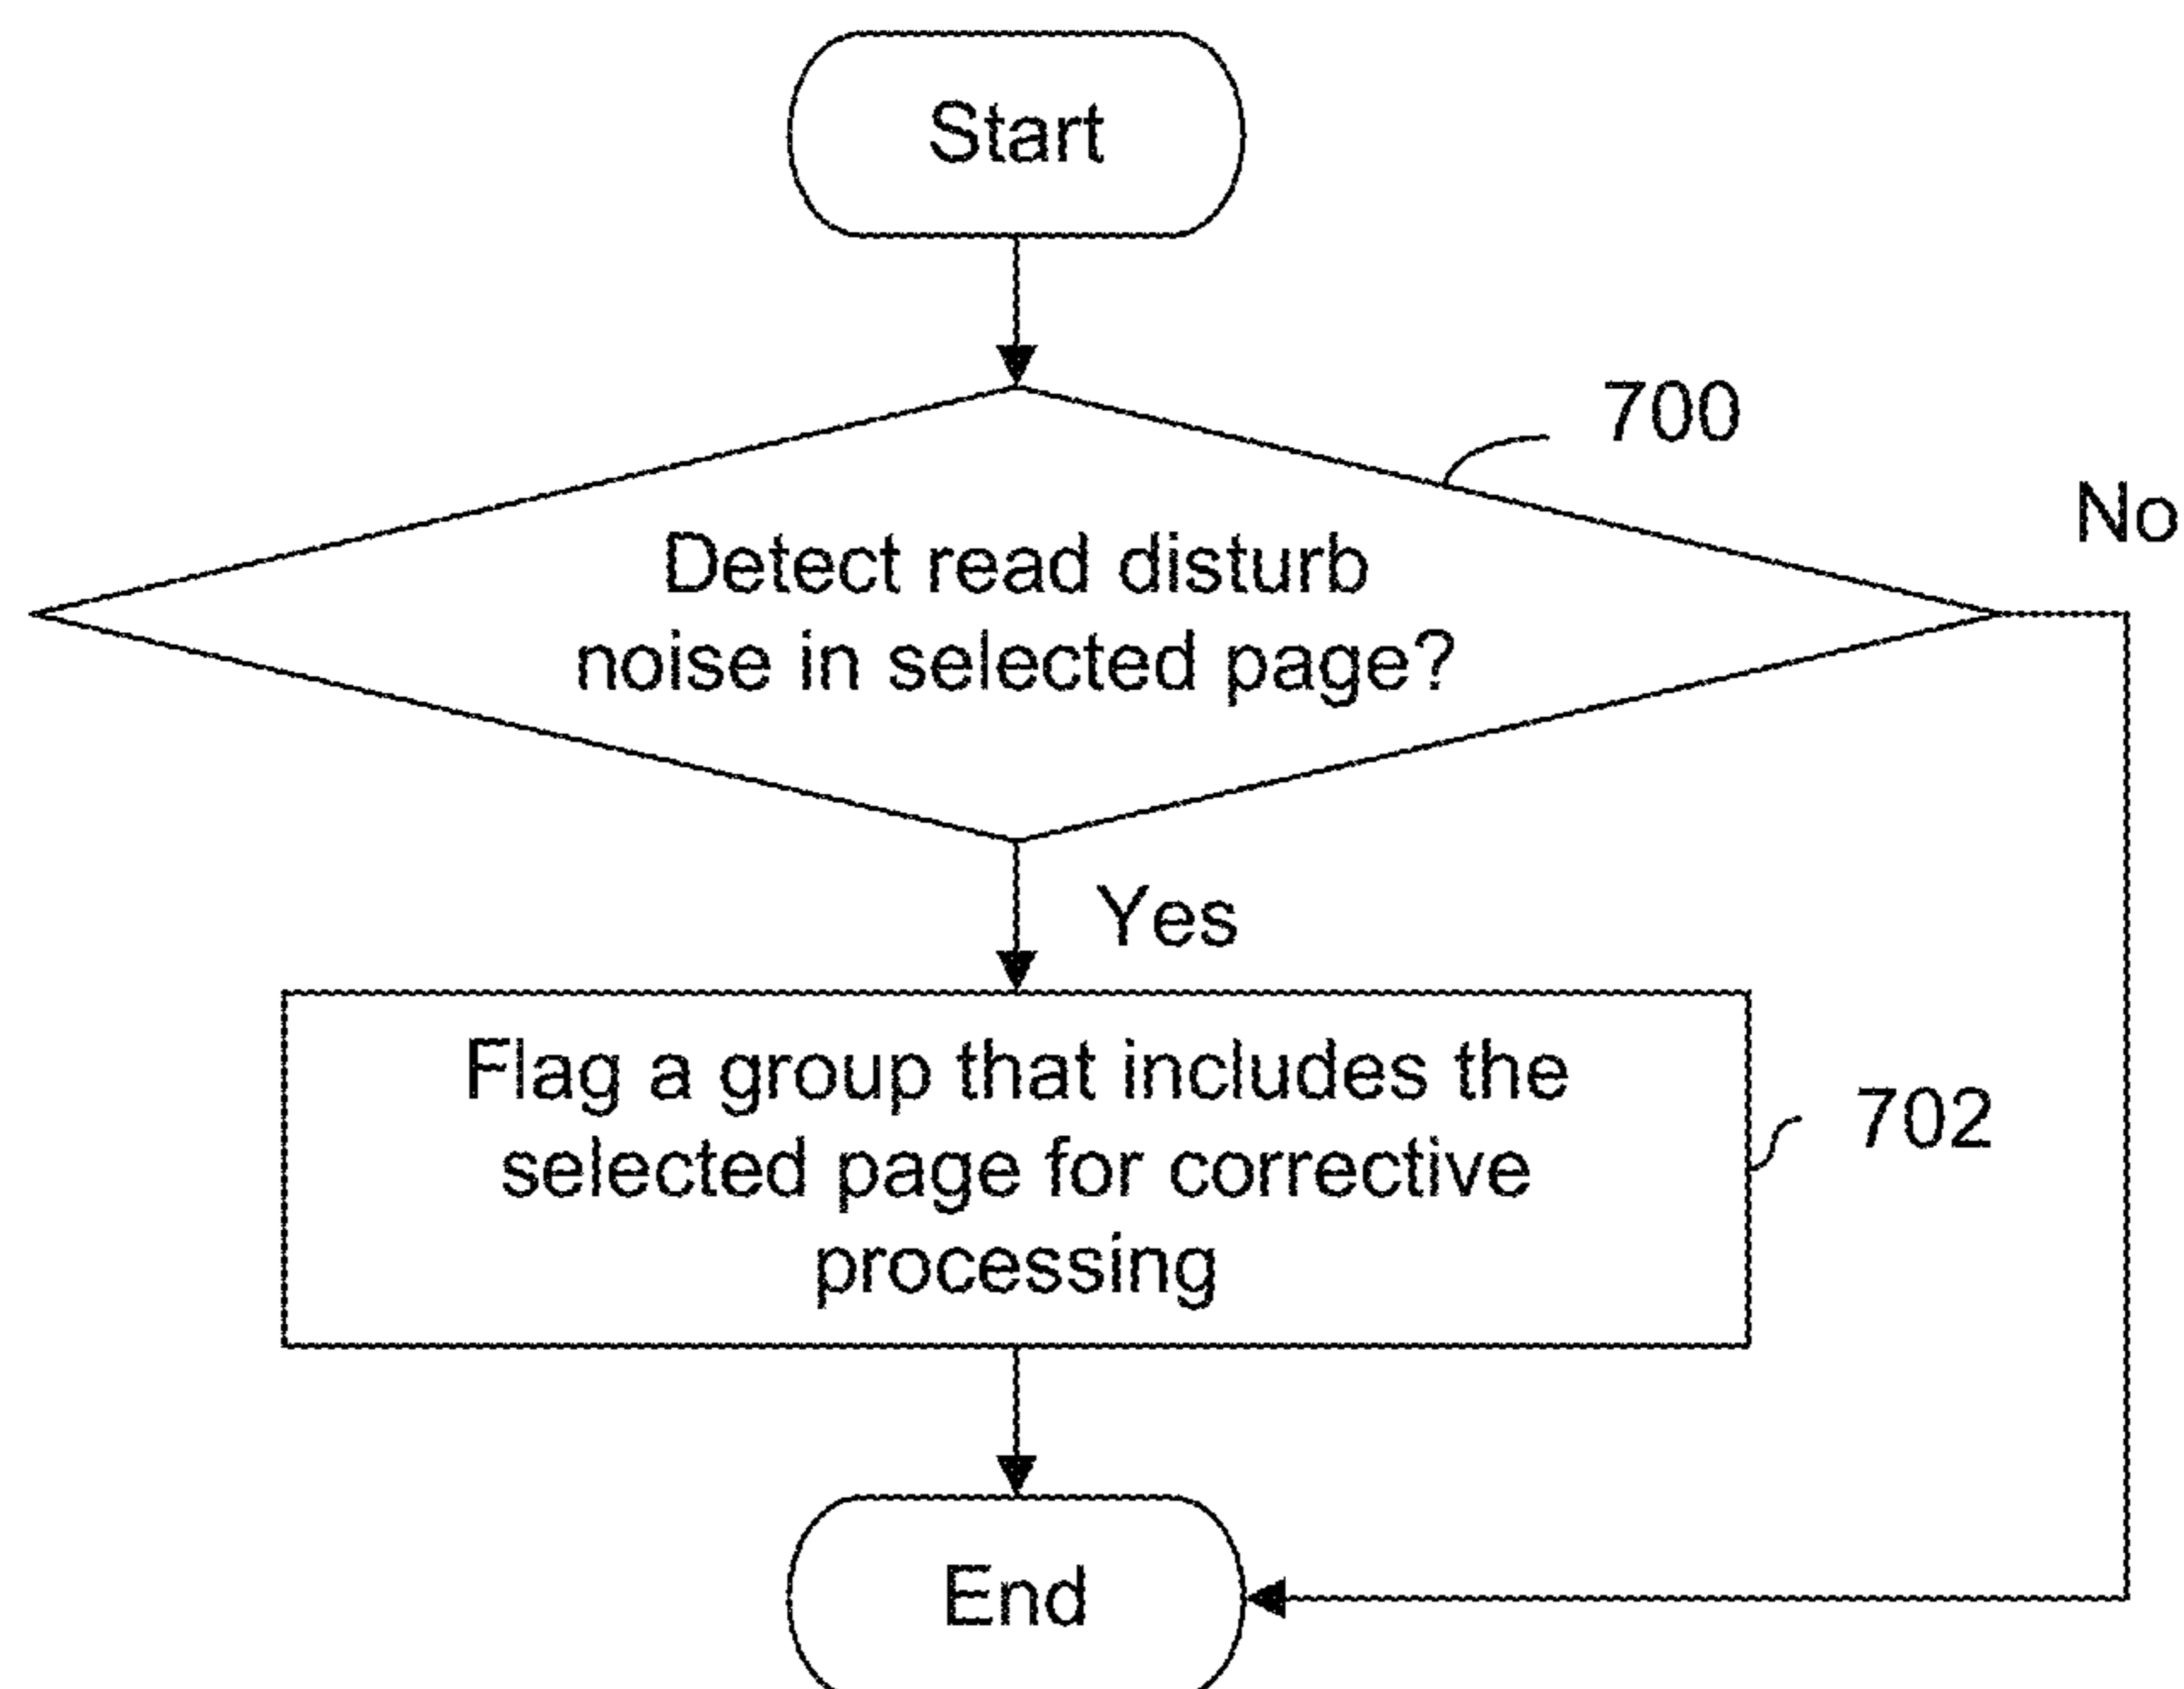 Start
700
No
Detect read disturb
noise in selected page?
Yes
Flag a group that includes the
selected page for corrective
processing
702
End